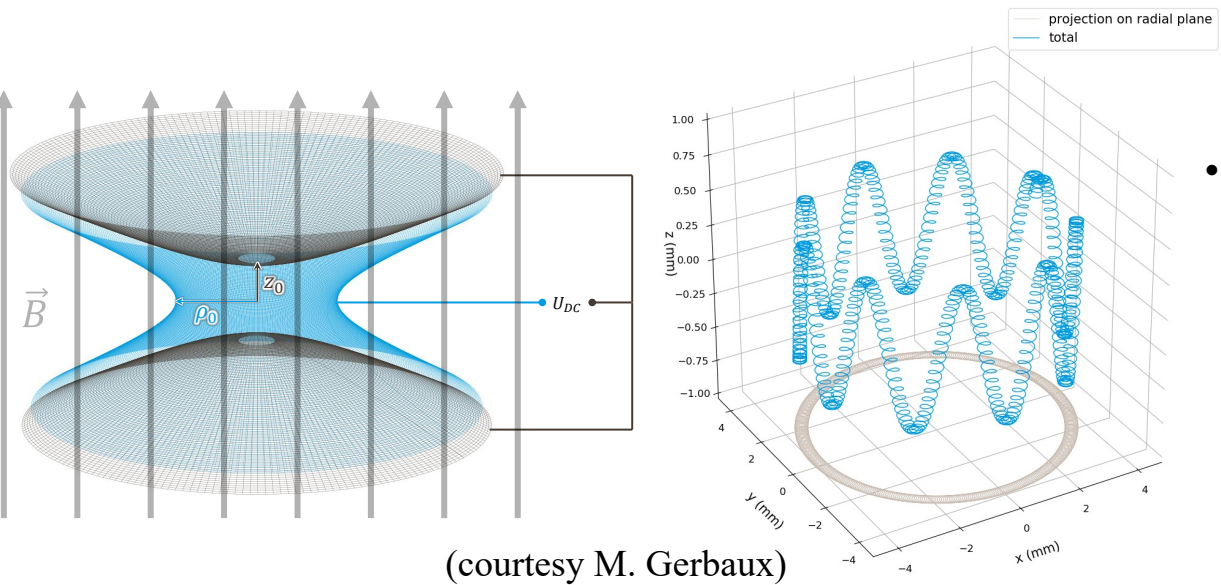 B
z0
ρ0
UDC
projection on radial plane
total
1.00
0.75
0.50
0.25
0.00
−0.25
−0.50
−0.75
−1.00
z (mm)
4
2
0
−2
−4
y (mm)
−4
−2
0
2
4
x (mm)
(courtesy M. Gerbaux)